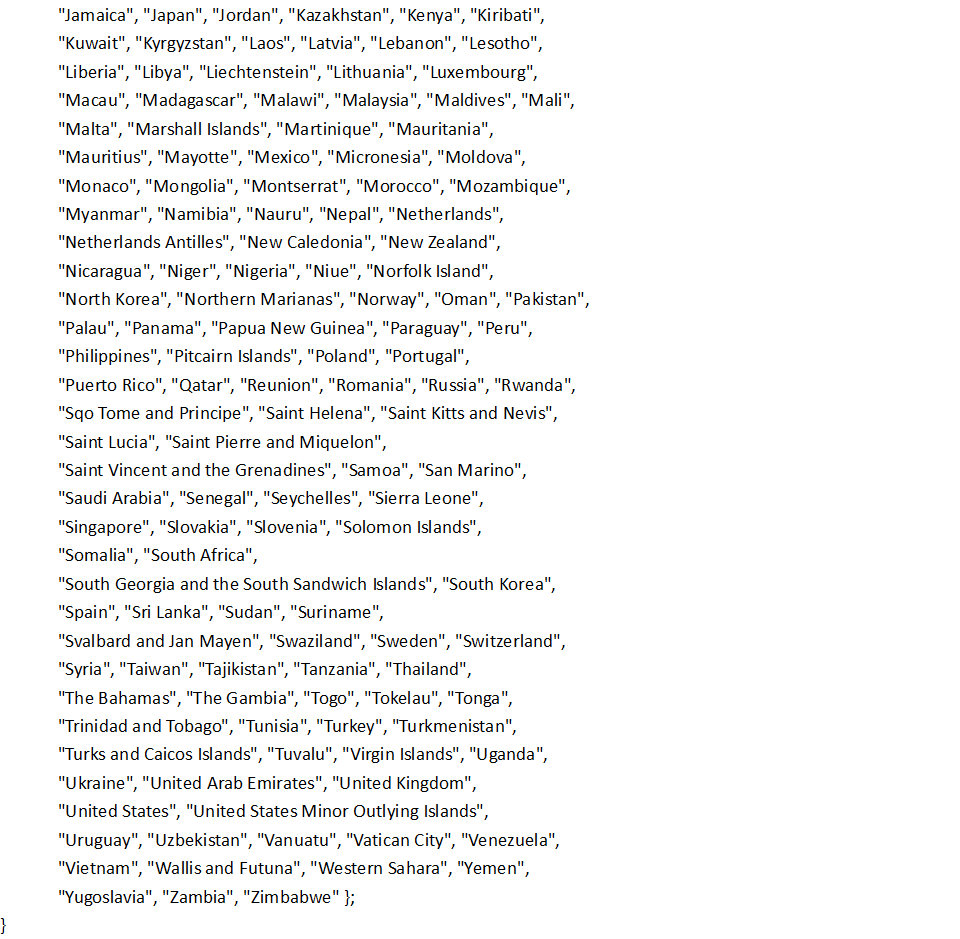 "Jamaica", "Japan", "Jordan", "Kazakhstan", "Kenya", "Kiribati",
"Kuwait", "Kyrgyzstan", "Laos", "Latvia", "Lebanon", "Lesotho",
"Liberia", "Libya", "Liechtenstein", "Lithuania", "Luxembourg",
"Macau", "Madagascar", "Malawi", "Malaysia", "Maldives", "Mali",
"Malta", "Marshall Islands", "Martinique", "Mauritania",
"Mauritius", "Mayotte", "Mexico", "Micronesia", "Moldova",
"Monaco", "Mongolia", "Montserrat", "Morocco", "Mozambique",
"Myanmar", "Namibia", "Nauru", "Nepal", "Netherlands",
"Netherlands Antilles", "New Caledonia", "New Zealand",
"Nicaragua", "Niger", "Nigeria", "Niue", "Norfolk Island",
"North Korea", "Northern Marianas", "Norway", "Oman", "Pakistan",
"Palau", "Panama", "Papua New Guinea", "Paraguay", "Peru",
"Philippines", "Pitcairn Islands", "Poland", "Portugal",
"Puerto Rico", "Qatar", "Reunion", "Romania", "Russia", "Rwanda",
"Sqo Tome and Principe", "Saint Helena", "Saint Kitts and Nevis",
"Saint Lucia", "Saint Pierre and Miquelon",
"Saint Vincent and the Grenadines", "Samoa", "San Marino",
"Saudi Arabia", "Senegal", "Seychelles", "Sierra Leone",
"Singapore", "Slovakia", "Slovenia", "Solomon Islands",
"Somalia", "South Africa",
"South Georgia and the South Sandwich Islands", "South Korea",
"Spain", "Sri Lanka", "Sudan", "Suriname",
"Svalbard and Jan Mayen", "Swaziland", "Sweden", "Switzerland",
"Syria", "Taiwan", "Tajikistan", "Tanzania", "Thailand",
"The Bahamas", "The Gambia", "Togo", "Tokelau", "Tonga",
"Trinidad and Tobago", "Tunisia", "Turkey", "Turkmenistan",
"Turks and Caicos Islands", "Tuvalu", "Virgin Islands", "Uganda",
"Ukraine", "United Arab Emirates", "United Kingdom",
"United States", "United States Minor Outlying Islands",
"Uruguay", "Uzbekistan", "Vanuatu", "Vatican City", "Venezuela",
"Vietnam", "Wallis and Futuna", "Western Sahara", "Yemen",
"Yugoslavia", "Zambia", "Zimbabwe" };
}